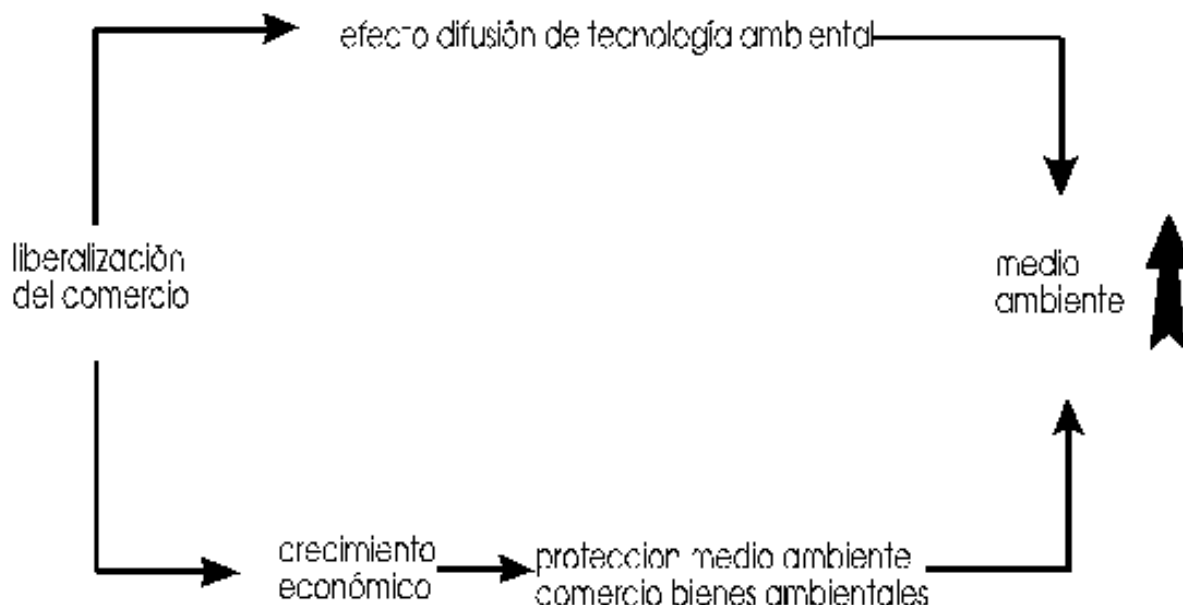 efecto difusión de tecnología ambiental
liberalización
del comercio
medio
ambiente
crecimiento
económico
proteccion medio ambiente
comercio bienes ambientales